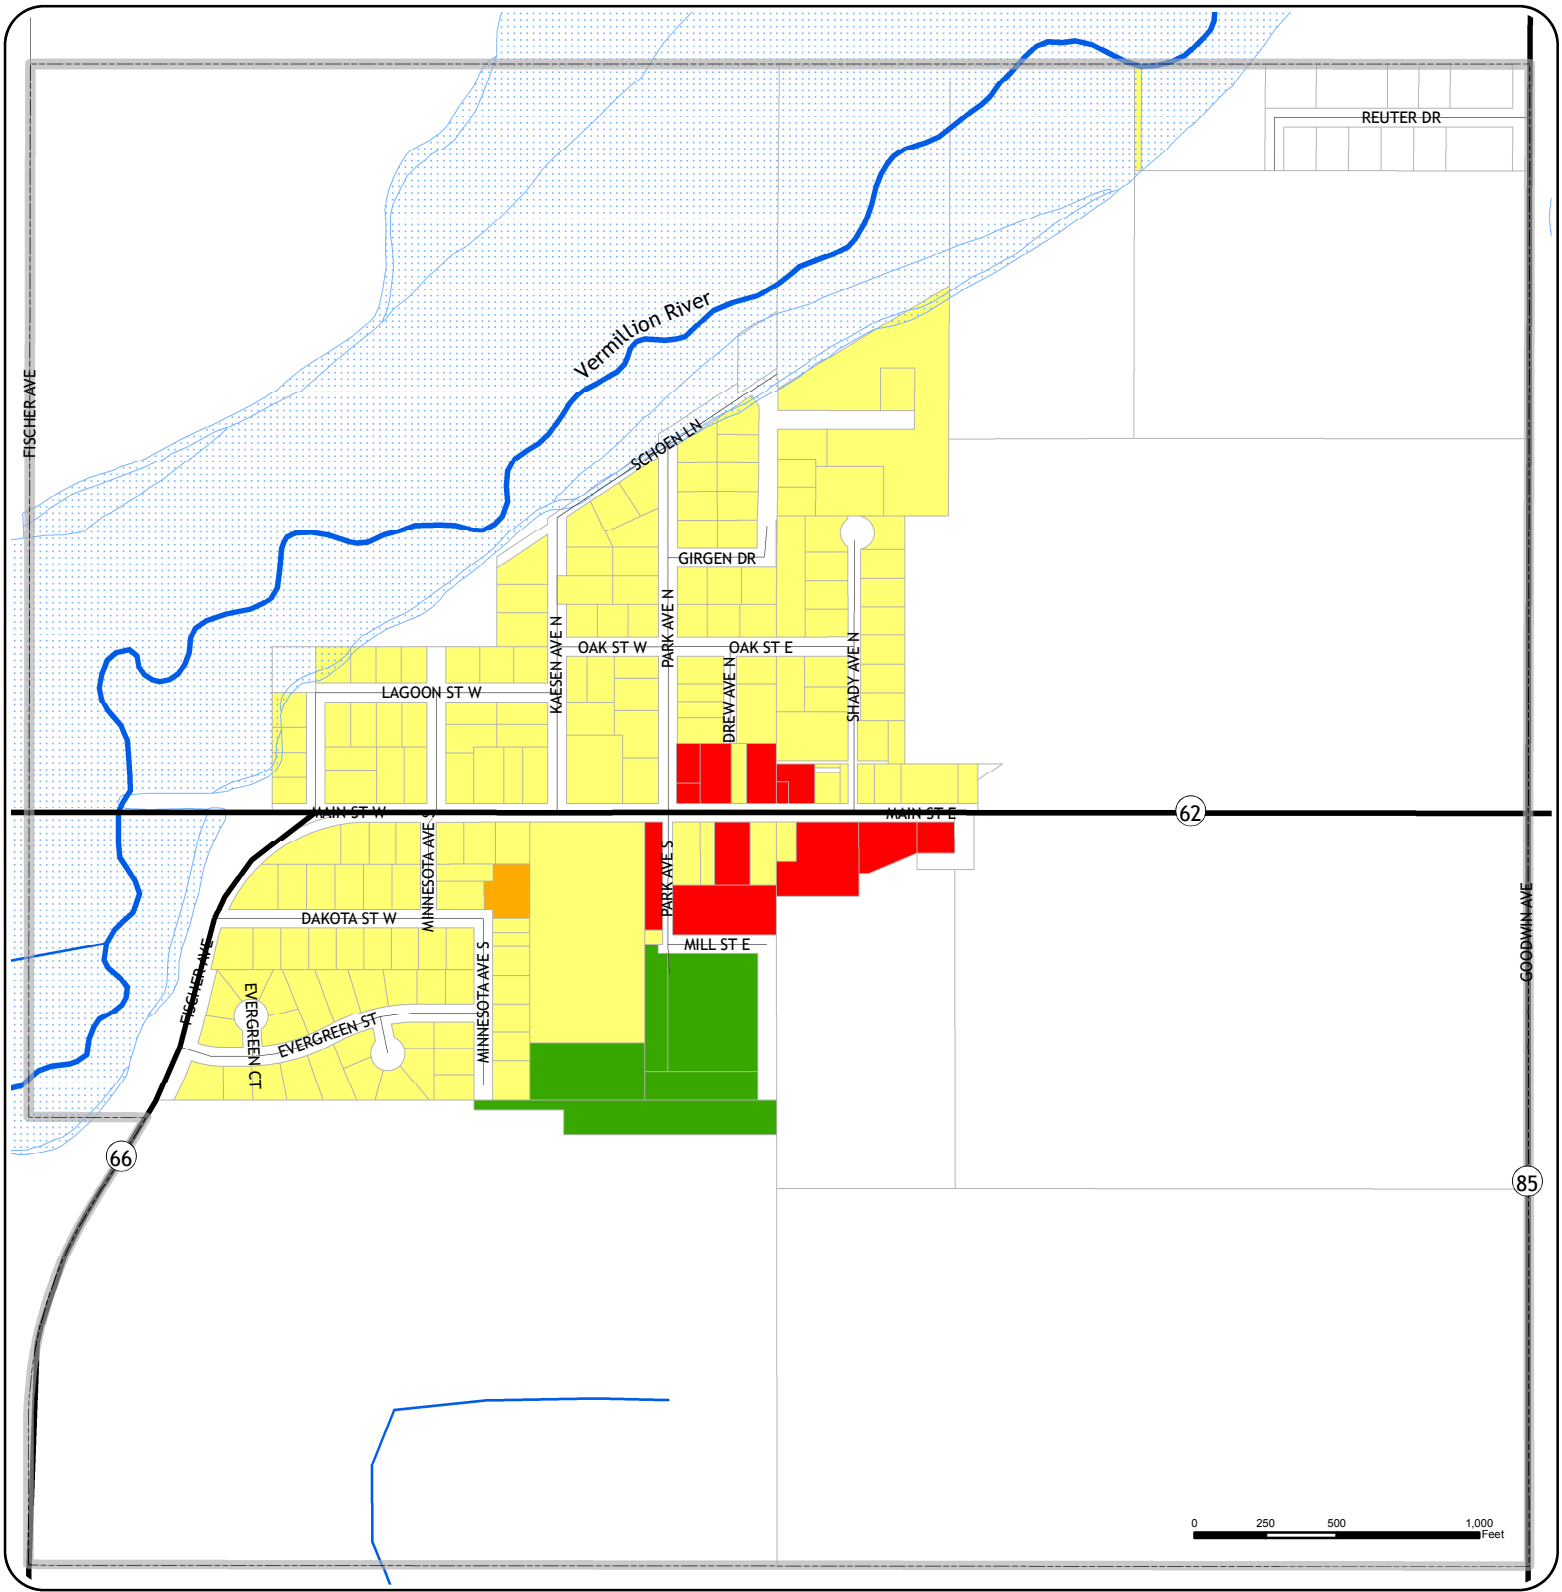 REUTER DR
Vermillion River
FISCHER AVE
SCHOEN LN
GIRGEN DR
PARK AVE N
KAESEN AVE N
OAK ST W
OAK ST E
SHADY AVE N
DREW AVE N
LAGOON ST W
MAIN ST W
MAIN ST E
62
MINNESOTA AVE S
PARK AVE S
DAKOTA ST W
MILL ST E
GOODWIN AVE
FISCHER AVE
MINNESOTA AVE S
EVERGREEN CT
EVERGREEN ST
66
85
0 250 500 1,000
Feet